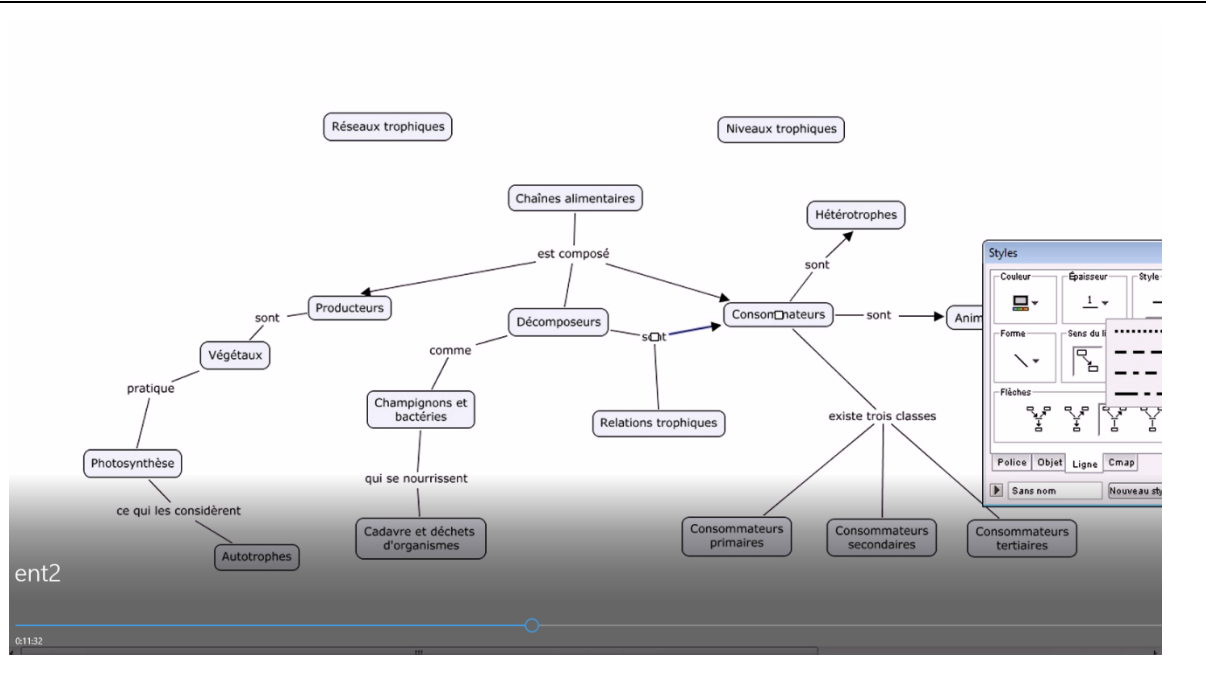 Réseaux trophiques
Niveaux trophiques
Chaînes alimentaires
Hétérotrophes
est composé
sont
Producteurs
sont
Décomposeurs
Consommateurs
sont
Anim
comme
Végétaux
pratique
Champignons et
bactéries
Relations trophiques
existe trois classes
Photosynthèse
qui se nourrissent
ce qui les considèrent
Cadavre et déchets
d'organismes
Autotrophes
Consommateurs
primaires
Consommateurs
secondaires
Consommateurs
tertiaires
Styles
Couleur
Épaisseur
Style
1
Forme
Sens du li
Flèches
Police
Objet
Ligne
Cmap
Sans nom
Nouveau sty
ent2
0:11:32